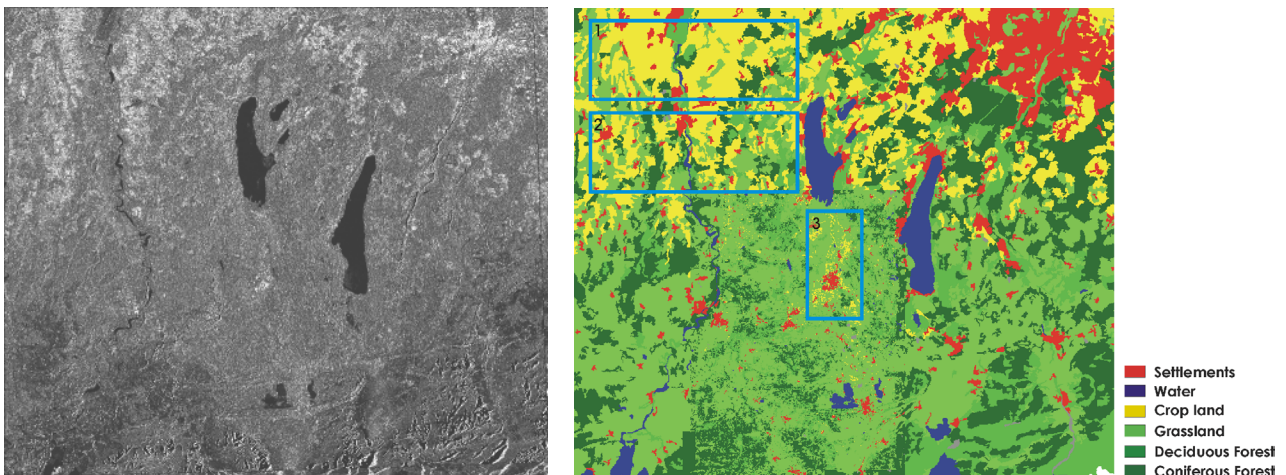 1
2
3
Settlements
Water
Crop land
Grassland
Deciduous Forest
Coniferous Forest